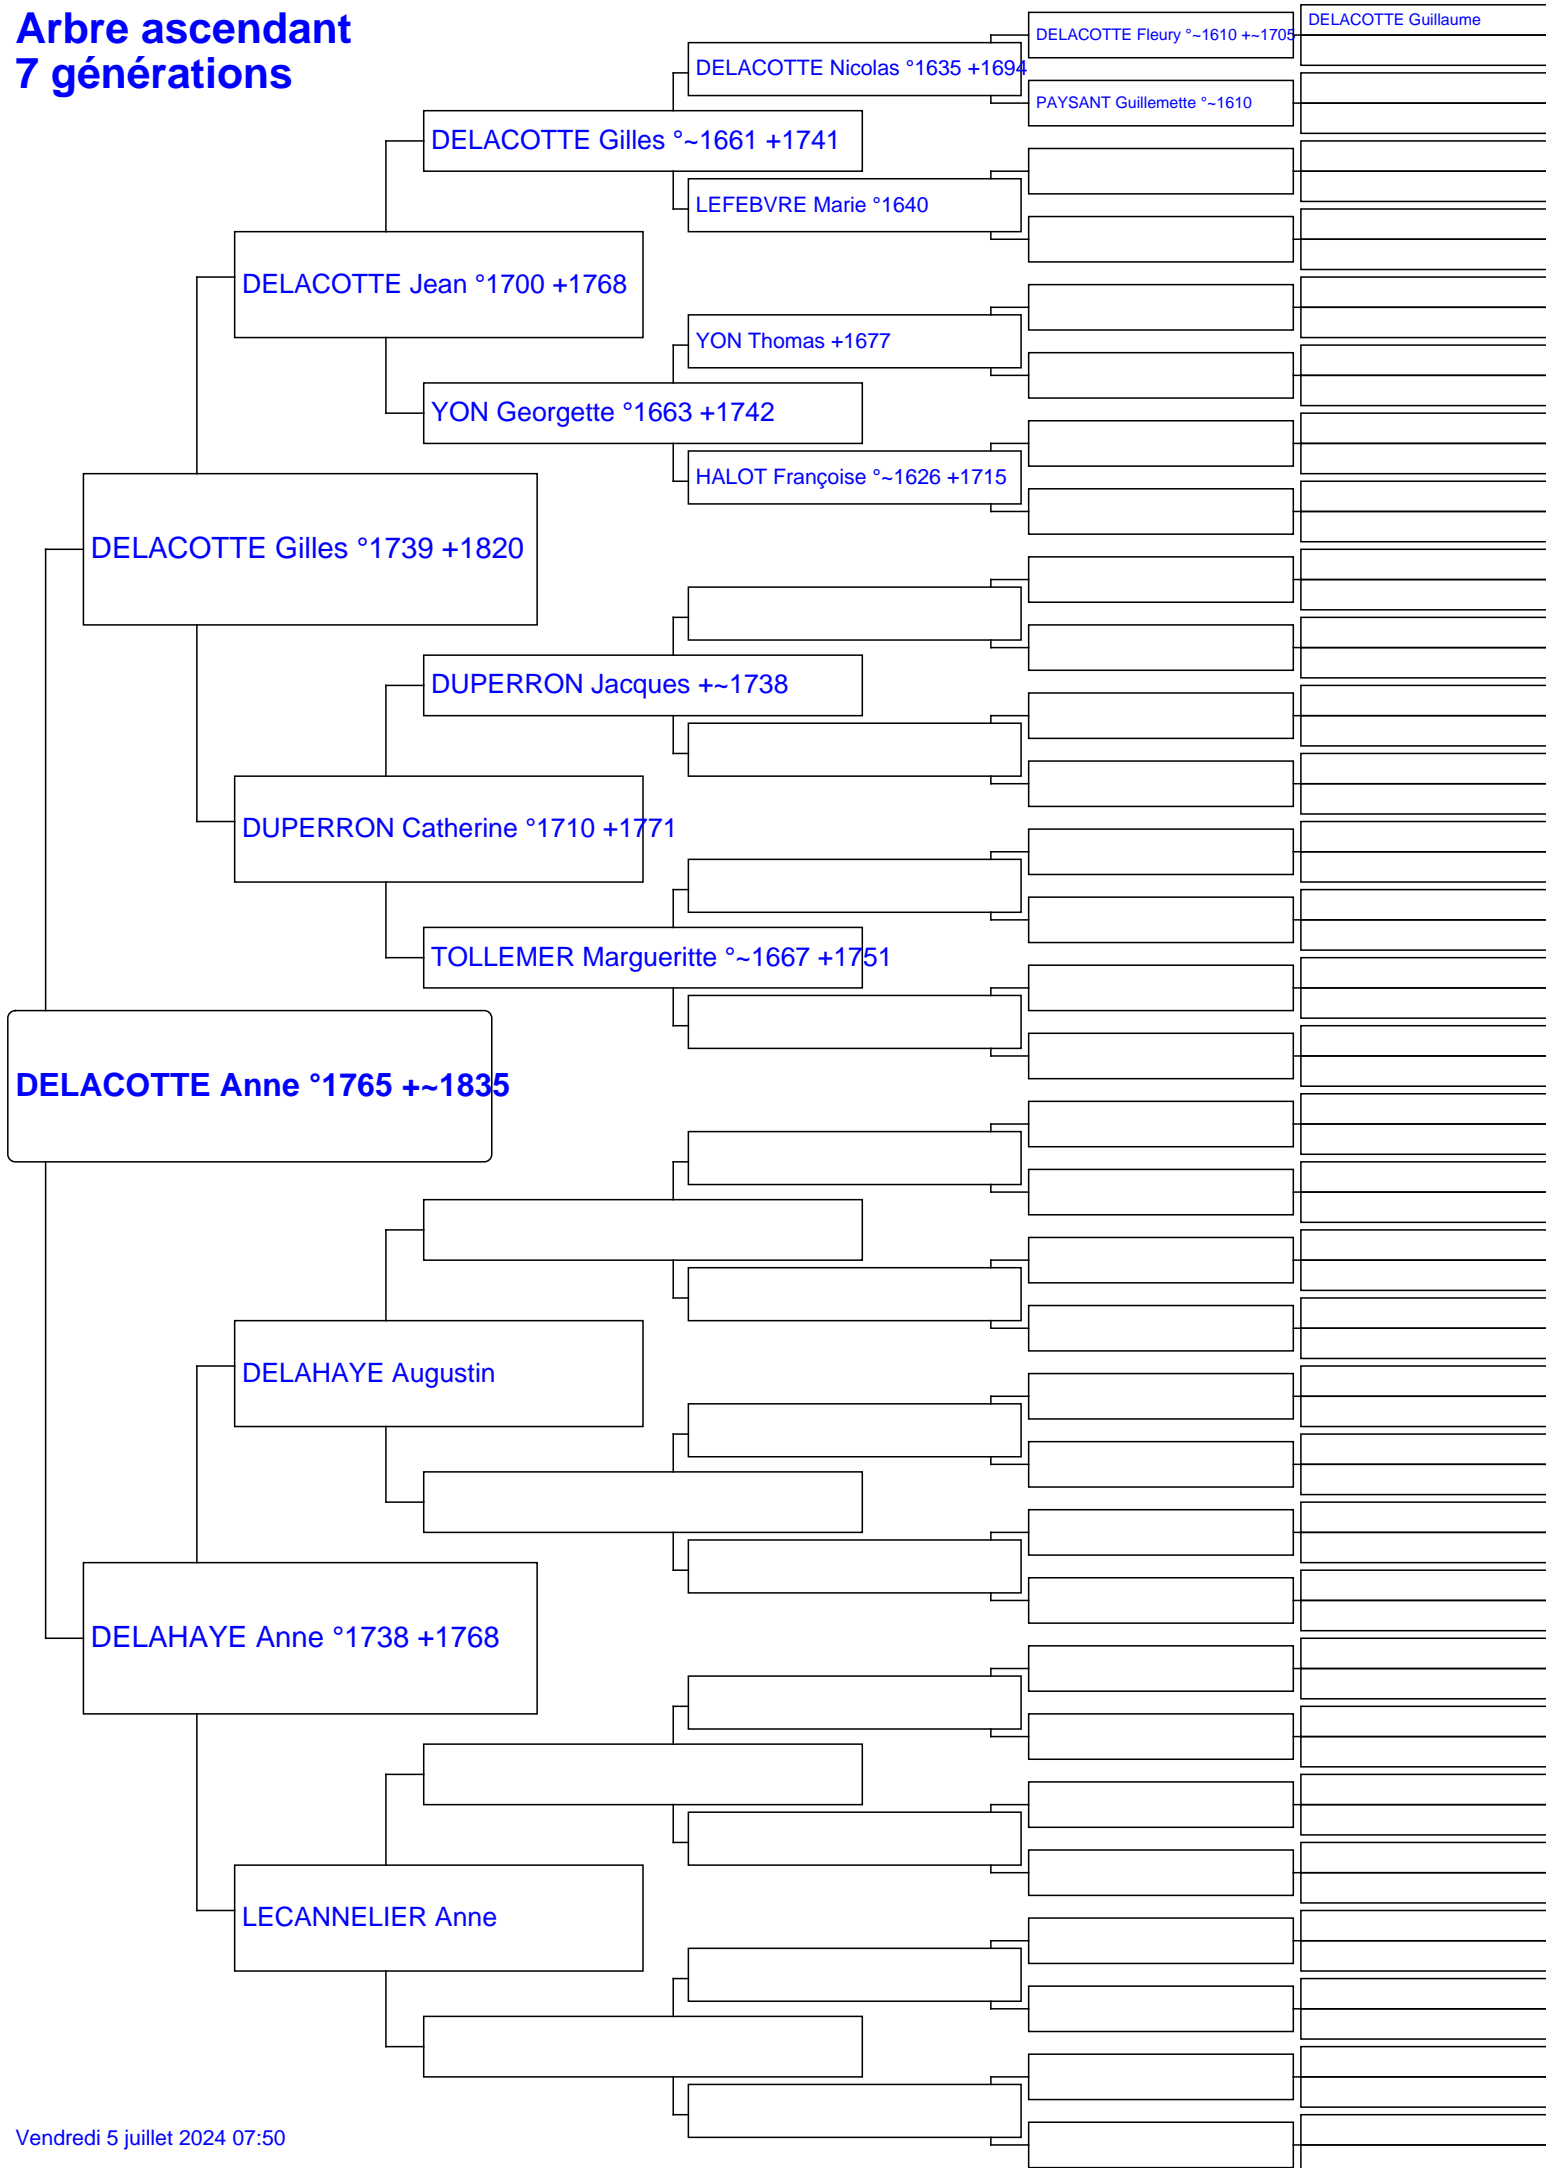 Arbre ascendant
7 générations
DELACOTTE Guillaume
DELACOTTE Fleury °~1610 +~1705
DELACOTTE Nicolas °1635 +1694
PAYSANT Guillemette °~1610
DELACOTTE Gilles °~1661 +1741
LEFEBVRE Marie °1640
DELACOTTE Jean °1700 +1768
YON Thomas +1677
YON Georgette °1663 +1742
HALOT Françoise °~1626 +1715
DELACOTTE Gilles °1739 +1820
DUPERRON Jacques +~1738
DUPERRON Catherine °1710 +1771
TOLLEMER Margueritte °~1667 +1751
DELACOTTE Anne °1765 +~1835
DELAHAYE Augustin
DELAHAYE Anne °1738 +1768
LECANNELIER Anne
Vendredi 5 juillet 2024 07:50